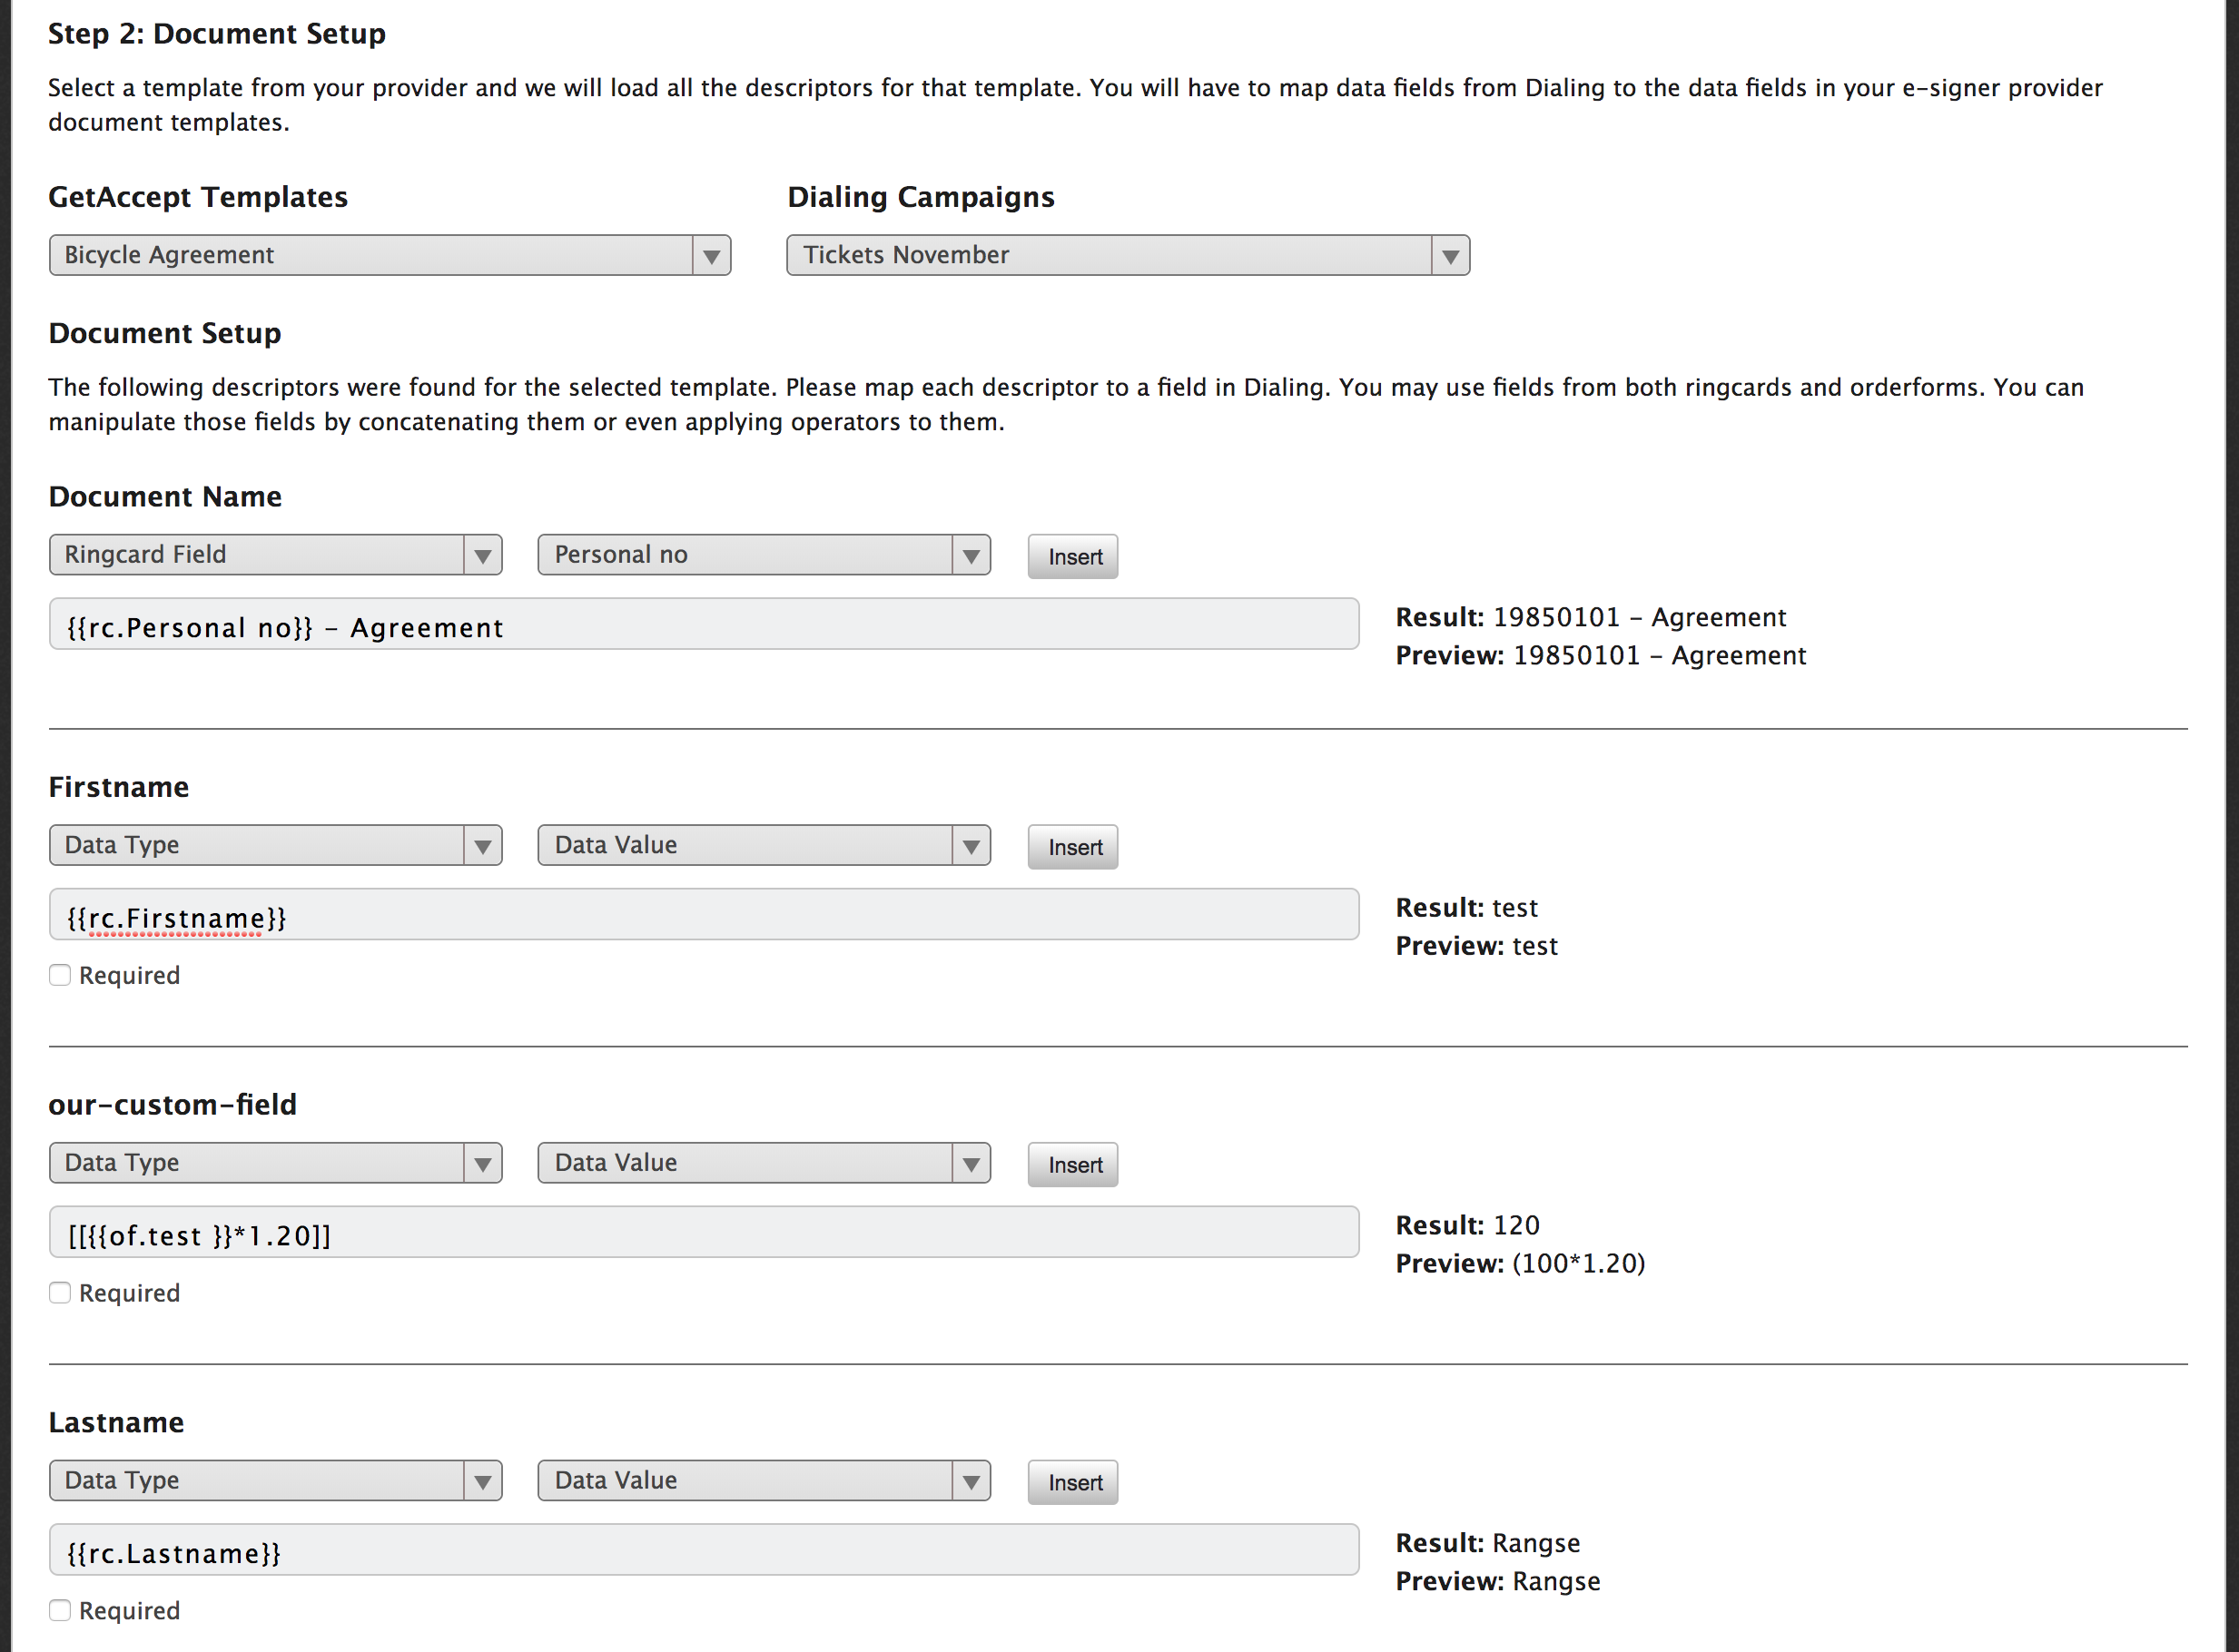 Step 2: Document Setup
Select a template from your provider and we will load all the descriptors for that template. You will have to map data fields from Dialing to the data fields in your e-signer provider
document templates.
GetAccept Templates
Dialing Campaigns
Bicycle Agreement
Tickets November
Document Setup
The following descriptors were found for the selected template. Please map each descriptor to a field in Dialing. You may use fields from both ringcards and orderforms. You can
manipulate those fields by concatenating them or even applying operators to them.
Document Name
Ringcard Field
Personal no
Insert
{{rc.Personal no}} – Agreement
Result: 19850101 – Agreement
Preview: 19850101 – Agreement
Firstname
Data Type
Data Value
Insert
{{rc.Firstname}}
Result: test
Preview: test
Required
our-custom-field
Data Type
Data Value
Insert
[[{{of.test }}*1.20]]
Result: 120
Preview: (100*1.20)
Required
Lastname
Data Type
Data Value
Insert
{{rc.Lastname}}
Result: Rangse
Preview: Rangse
Required